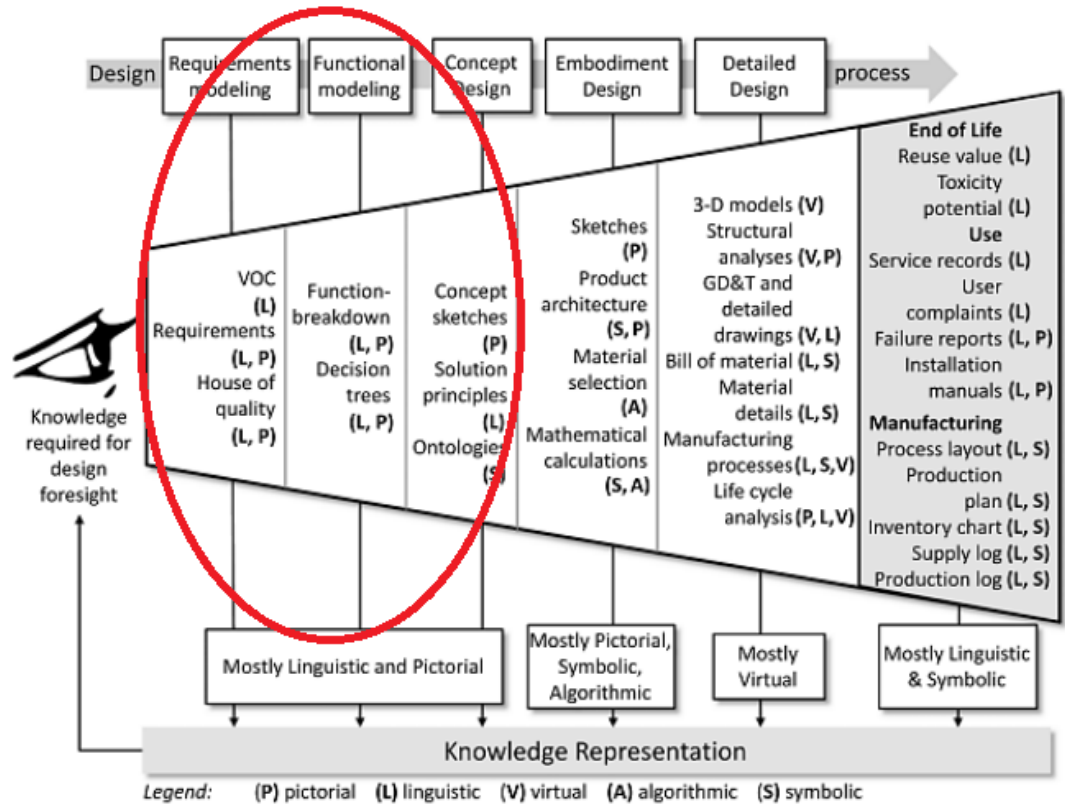 Design
Requirements
modeling
Functional
modeling
Concept
Design
Embodiment
Design
Detailed
Design
process
VOC
(L)
Requirements
(L, P)
House of
quality
(L, P)
Function-
breakdown
(L, P)
Decision
trees
(L, P)
Concept
sketches
(P)
Solution
principles
(L)
Ontologies
(S)
Sketches
(P)
Product
architecture
(S, P)
Material
selection
(A)
Mathematical
calculations
(S, A)
3-D models (V)
Structural
analyses (V, P)
GD&T and
detailed
drawings (V, L)
Bill of material (L, S)
Material
details (L, S)
Manufacturing
processes (L, S, V)
Life cycle
analysis (P, L, V)
End of Life
Reuse value (L)
Toxicity
potential (L)
Use
Service records (L)
User
complaints (L)
Failure reports (L, P)
Installation
manuals (L, P)
Manufacturing
Process layout (L, S)
Production
plan (L, S)
Inventory chart (L, S)
Supply log (L, S)
Production log (L, S)
Knowledge
required for
design
foresight
Mostly Linguistic and Pictorial
Mostly Pictorial,
Symbolic,
Algorithmic
Mostly
Virtual
Mostly Linguistic
& Symbolic
Knowledge Representation
Legend: (P) pictorial (L) linguistic (V) virtual (A) algorithmic (S) symbolic